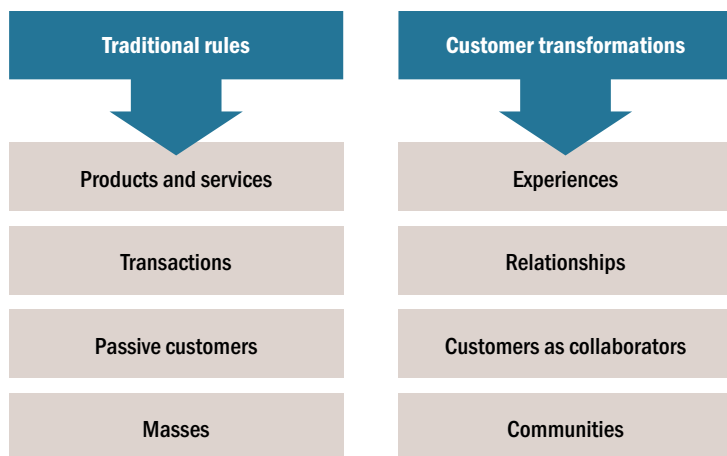 Traditional rules
Customer transformations
Products and services
Experiences
Transactions
Relationships
Passive customers
Customers as collaborators
Masses
Communities